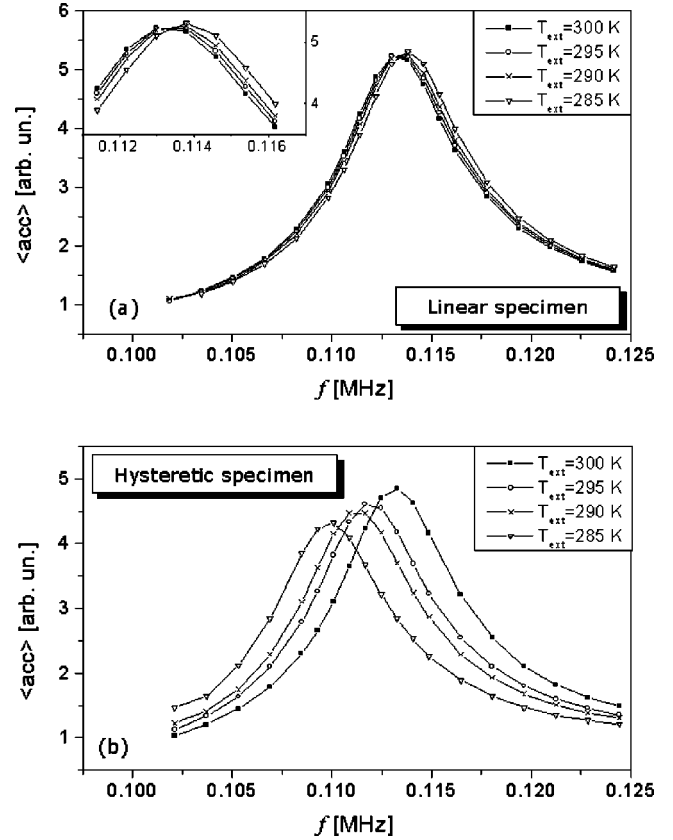 5
4
0.112 0.114 0.116
T_ext=300 K
T_ext=295 K
T_ext=290 K
T_ext=285 K
6
5
4
3
2
1
<acc> [arb. un.]
(a)
Linear specimen
0.100 0.105 0.110 0.115 0.120 0.125
f [MHz]
Hysteretic specimen
T_ext=300 K
T_ext=295 K
T_ext=290 K
T_ext=285 K
5
4
3
2
1
<acc> [arb. un.]
(b)
0.100 0.105 0.110 0.115 0.120 0.125
f [MHz]